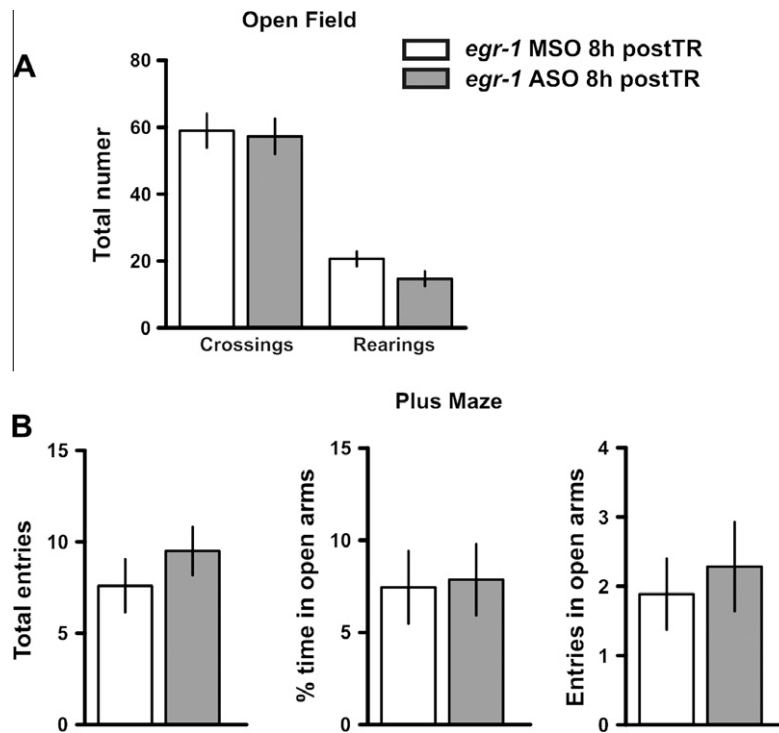 Open Field
A
egr-1 MSO 8h postTR
egr-1 ASO 8h postTR
Total numer
80
60
40
20
0
Crossings Rearings
Plus Maze
B
Total entries
15
10
5
0
% time in open arms
15
10
5
0
Entries in open arms
4
3
2
1
0